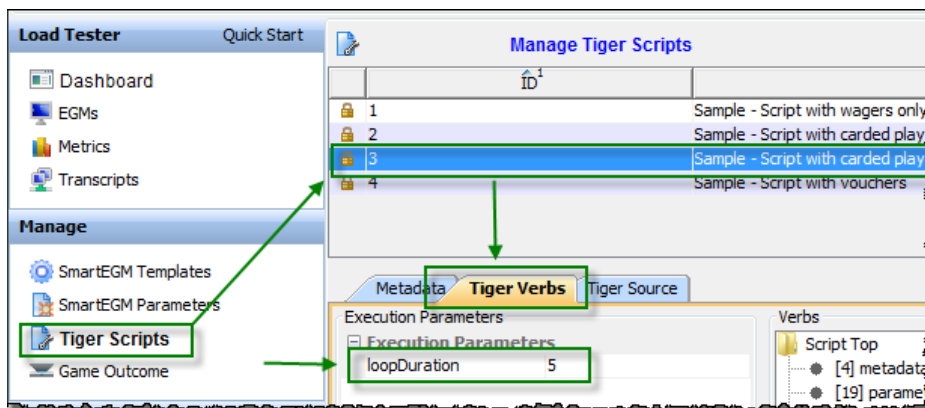 Load Tester Quick Start
Dashboard
EGMs
Metrics
Transcripts
Manage
SmartEGM Templates
SmartEGM Parameters
Tiger Scripts
Game Outcome
Manage Tiger Scripts
ID 1
1 Sample - Script with wagers only
2 Sample - Script with carded play
3 Sample - Script with carded play
4 Sample - Script with vouchers
Metadata Tiger Verbs Tiger Source
Execution Parameters
Execution Parameters
loopDuration 5
Verbs
Script Top
[4] metadata
[19] parame